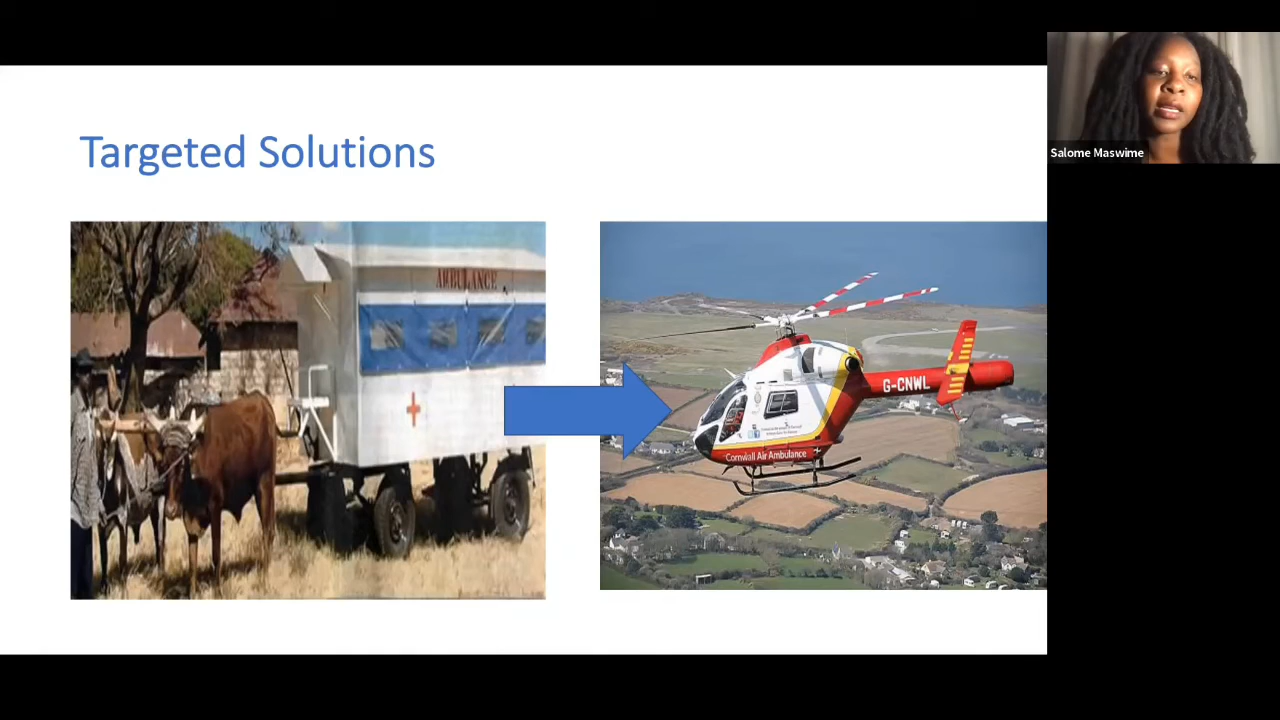 Targeted Solutions
AMBULANCE
G-CNWL
Cornwall Air Ambulance
Salome Maswime